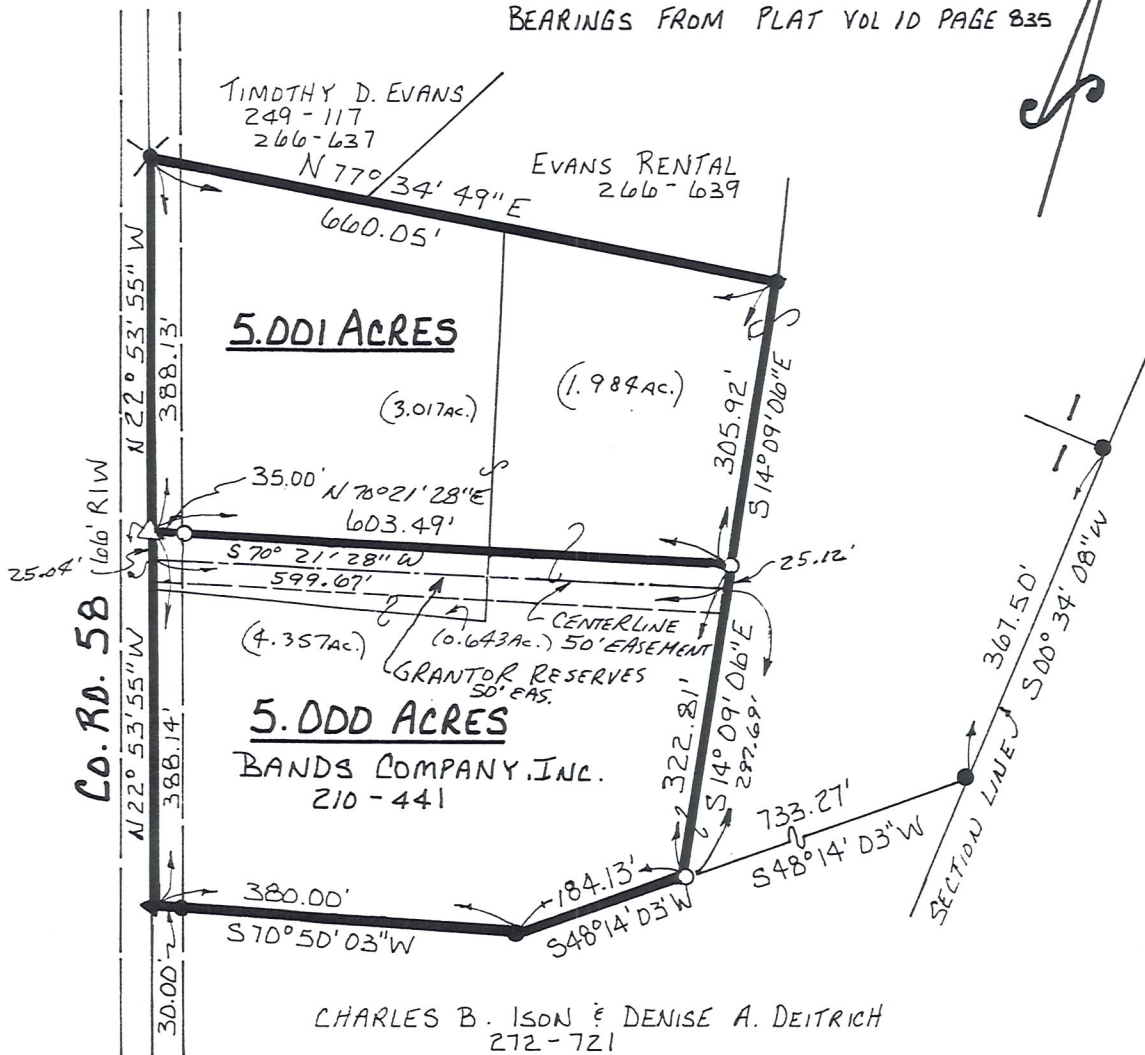 BEARINGS FROM PLAT VOL 10 PAGE 835
TIMOTHY D. EVANS
249-117
266-637
N 77° 34' 49" E
660.05'
EVANS RENTAL
266-639
N 22° 53' 55" W
388.13'
5.001 ACRES
(3.017AC.)
(1.984AC.)
305.92'
S 14° 09' 06" E
35.00'
N 70° 21' 28" E
603.49'
S 70° 21' 28" W
599.67'
25.04'
25.12'
CO. RD. 58
66' R/W
CENTERLINE
50' EASEMENT
(4.357AC.)
(0.643AC.)
GRANTOR RESERVES
50' EAS.
5.000 ACRES
BANDS COMPANY, INC.
210-441
N 22° 53' 55" W
388.14'
322.81'
S 14° 09' 06" E
297.69'
367.50'
S 00° 34' 08" W
SECTION LINE
733.27'
S 48° 14' 03" W
380.00'
S 70° 50' 03" W
184.13'
S 48° 14' 03" W
30.00'
CHARLES B. ISON & DENISE A. DEITRICH
272-721